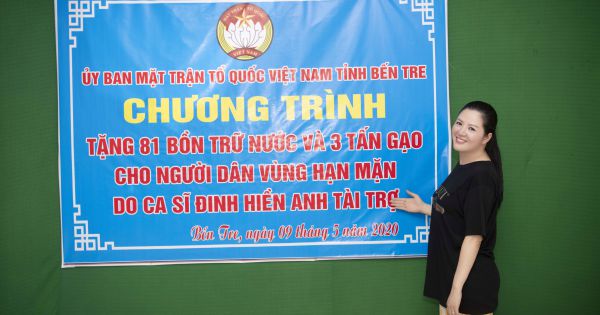 VIỆT NAM
ỦY BAN MẶT TRẬN TỔ QUỐC VIỆT NAM TỈNH BẾN TRE
CHƯƠNG TRÌNH
TẶNG 81 BỒN TRỮ NƯỚC VÀ 3 TẤN GẠO
CHO NGƯỜI DÂN VÙNG HẠN MẶN
DO CA SĨ ĐINH HIỀN ANH TÀI TRỢ
Bến Tre, ngày 09 tháng 5 năm 2020